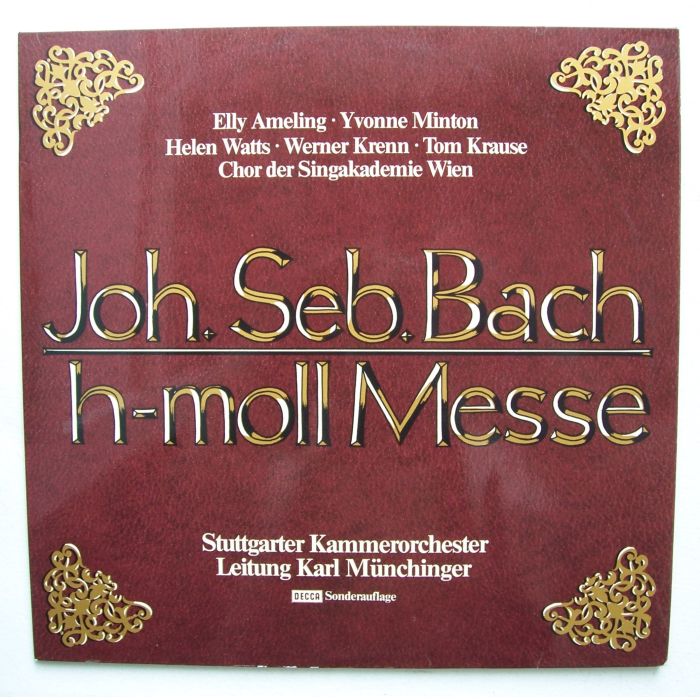 Elly Ameling · Yvonne Minton
Helen Watts · Werner Krenn · Tom Krause
Chor der Singakademie Wien
Joh. Seb. Bach
h-moll Messe
Stuttgarter Kammerorchester
Leitung Karl Münchinger
DECCA Sonderauflage